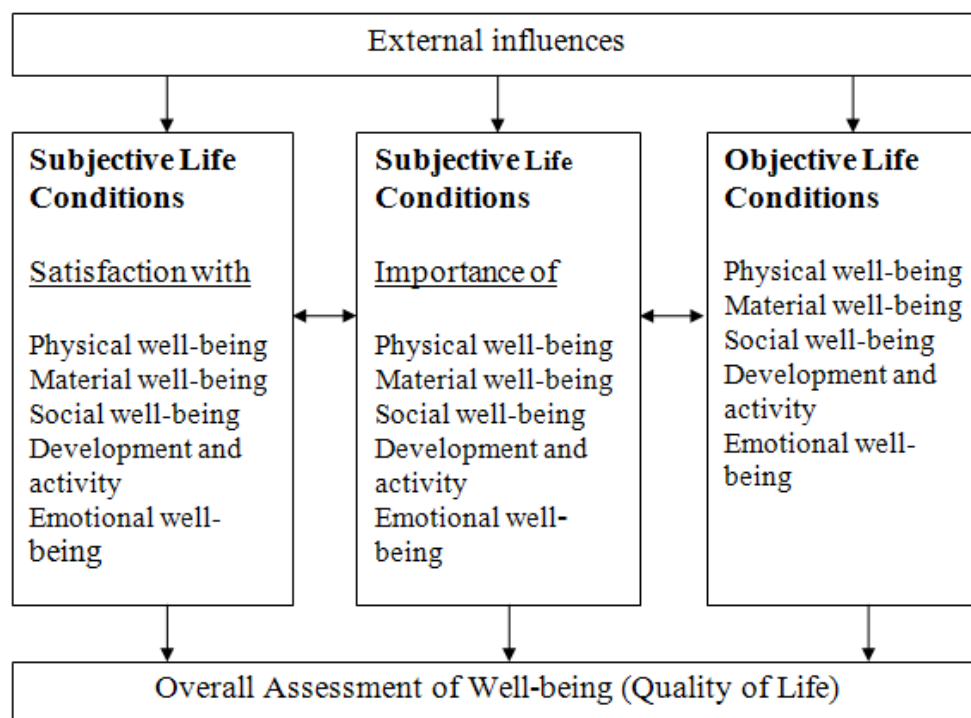 External influences
Subjective Life
Conditions
Satisfaction with
Physical well-being
Material well-being
Social well-being
Development and
activity
Emotional well-
being
Subjective Life
Conditions
Importance of
Physical well-being
Material well-being
Social well-being
Development and
activity
Emotional well-
being
Objective Life
Conditions
Physical well-being
Material well-being
Social well-being
Development and
activity
Emotional well-
being
Overall Assessment of Well-being (Quality of Life)